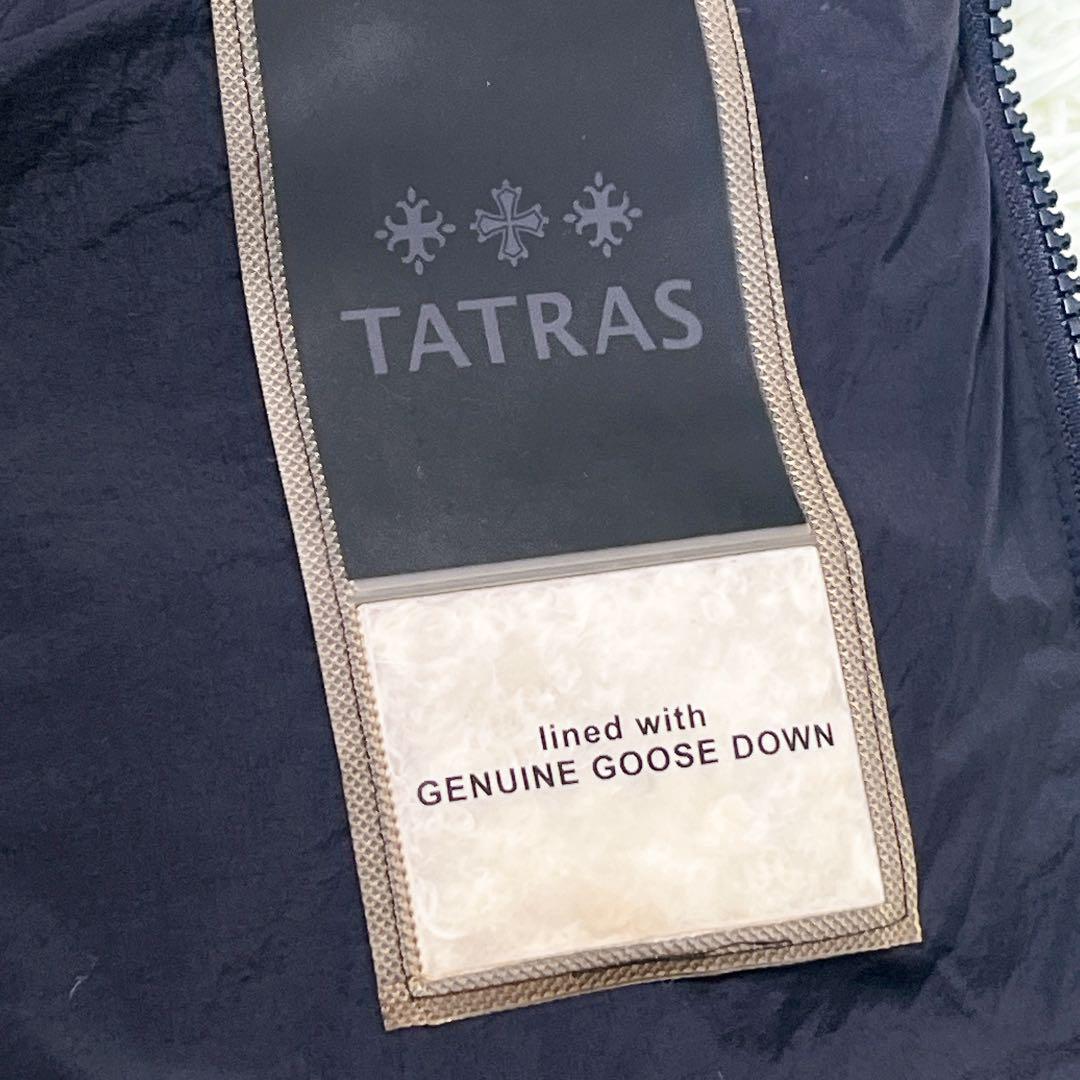 TATRAS
lined with
GENUINE GOOSE DOWN